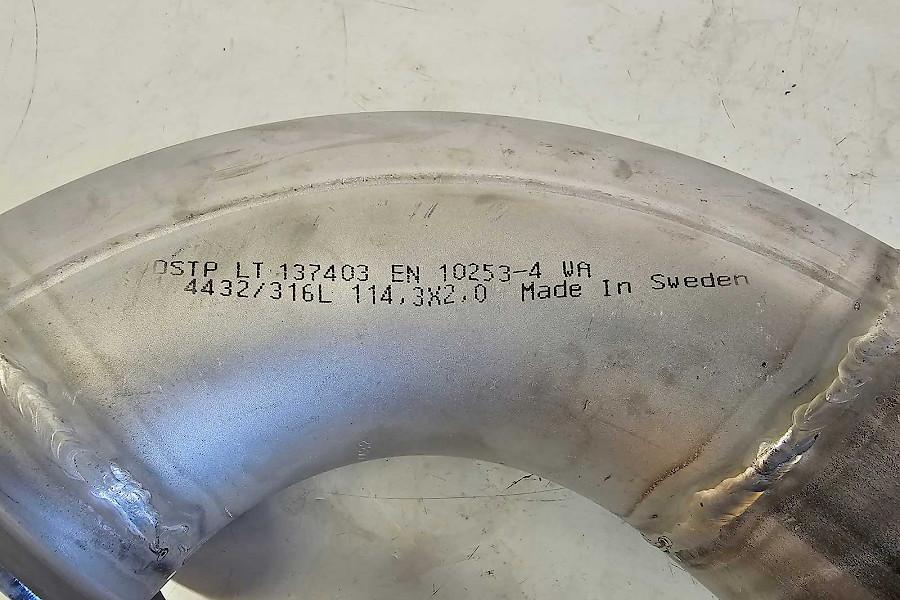 OSTP LT 137403 EN 10253-4 WA
4432/316L 114,3X2,0 Made In Sweden